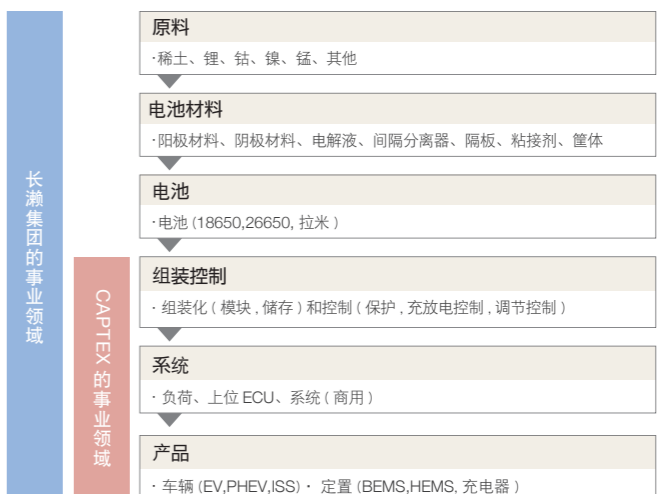 长濑集团的事业领域
CAPTEX 的事业领域
原料
·稀土、锂、钴、镍、锰、其他
电池材料
·阳极材料、阴极材料、电解液、间隔分离器、隔板、粘接剂、筐体
电池
·电池 (18650,26650, 拉米 )
组装控制
· 组装化 ( 模块 , 储存 ) 和控制 ( 保护 , 充放电控制 , 调节控制 )
系统
· 负荷、上位 ECU、系统 ( 商用 )
产品
· 车辆 (EV,PHEV,ISS)· 定置 (BEMS,HEMS, 充电器 )